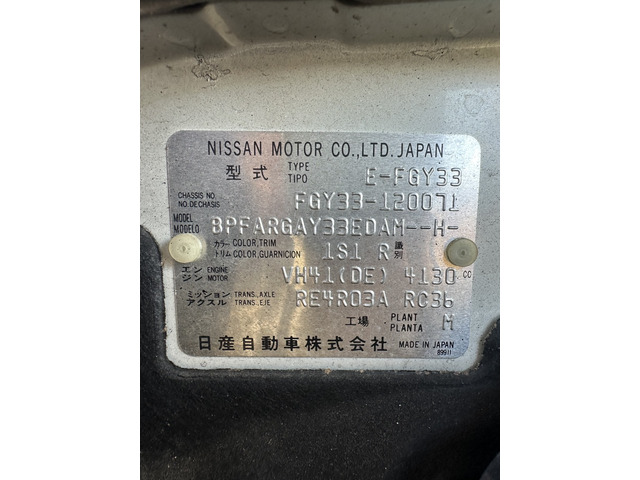 NISSAN MOTOR CO.,LTD. JAPAN
型式 TYPE TIPO E-FGY33
CHASSIS NO. NO. DECHASIS FGY33-120071
MODEL MODELO BPFARGAY33EDAM--H-
カラー COLOR,TRIM トリム COLOR,GUARNICION 1S1 R 識別
エンジン ENGINE MOTOR VH41(DE) 4130 CC
ミッション TRANS.,AXLE アクスル TRANS.,EJE RE4R03A RC36
工場 PLANT PLANTA M
日産自動車株式会社 MADE IN JAPAN
89911